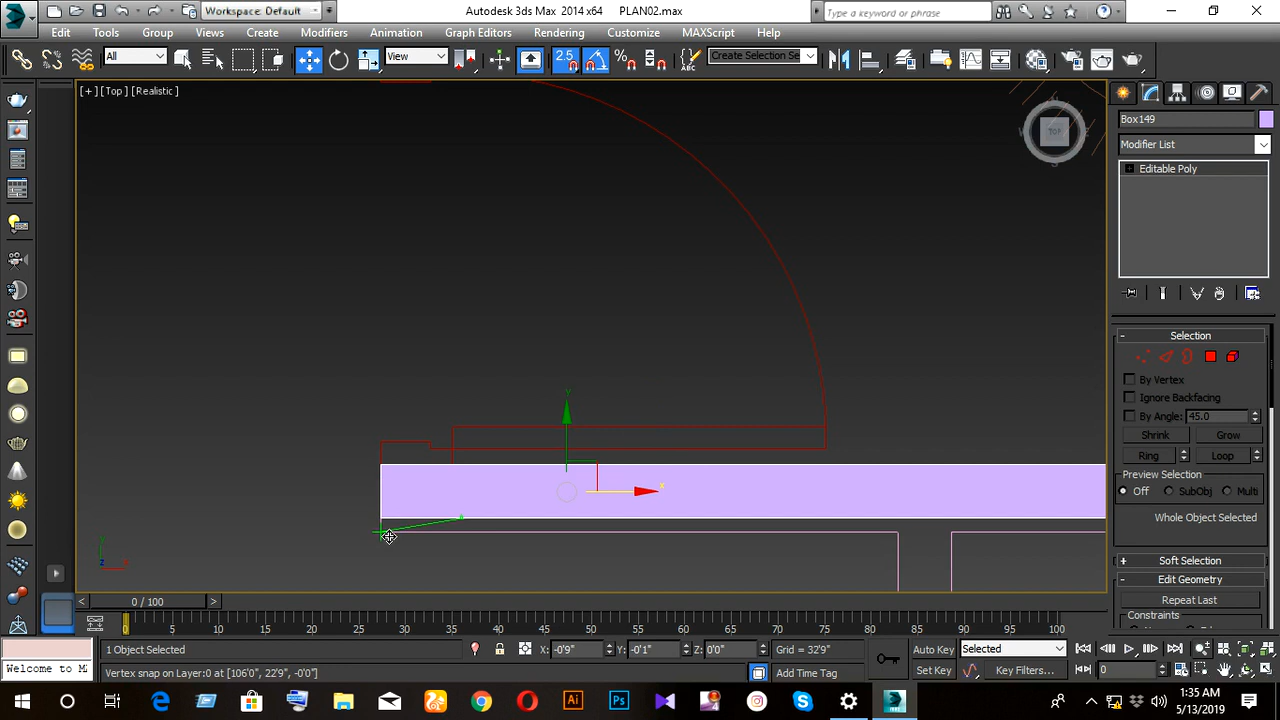 Workspace: Default
Autodesk 3ds Max 2014 x64 PLAN02.max
Type a keyword or phrase
Edit Tools Group Views Create Modifiers Animation Graph Editors Rendering Customize MAXScript Help
All
View
2.5
Create Selection Se
[+] [Top] [Realistic]
TOP
Box149
Modifier List
Editable Poly
Y
x
Selection
By Vertex
Ignore Backfacing
By Angle: 45.0
Shrink Grow
Ring Loop
Preview Selection
Off SubObj Multi
Whole Object Selected
Soft Selection
Edit Geometry
Repeat Last
Constraints
0 / 100
0 5 10 15 20 25 30 35 40 45 50 55 60 65 70 75 80 85 90 95 100
1 Object Selected
X: -0'9" Y: -0'1" Z: 0'0" Grid = 32'9"
Auto Key Selected
Welcome to M
Vertex snap on Layer:0 at [106'0", 22'9", -0'0"]
Add Time Tag
Set Key Key Filters...
0
1:35 AM
5/13/2019